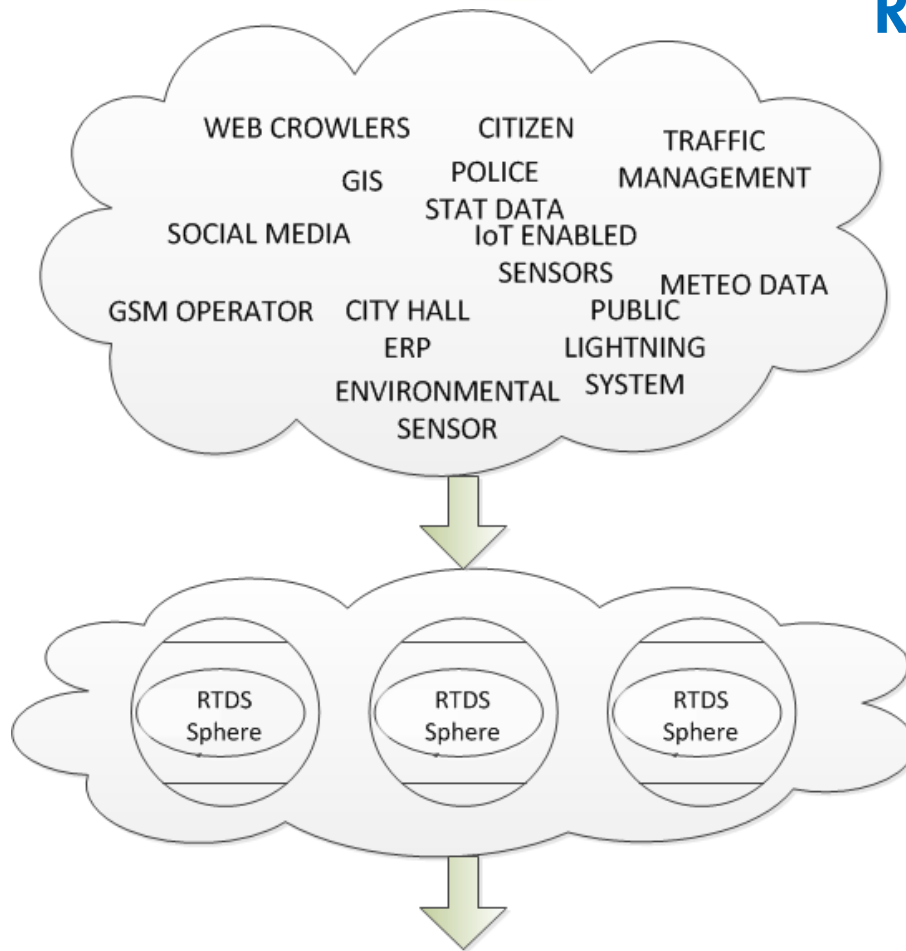 R
WEB CROWLERS
CITIZEN
TRAFFIC
MANAGEMENT
GIS
POLICE
STAT DATA
SOCIAL MEDIA
IoT ENABLED
SENSORS
METEO DATA
GSM OPERATOR
CITY HALL
ERP
PUBLIC
LIGHTNING
SYSTEM
ENVIRONMENTAL
SENSOR
RTDS
Sphere
RTDS
Sphere
RTDS
Sphere